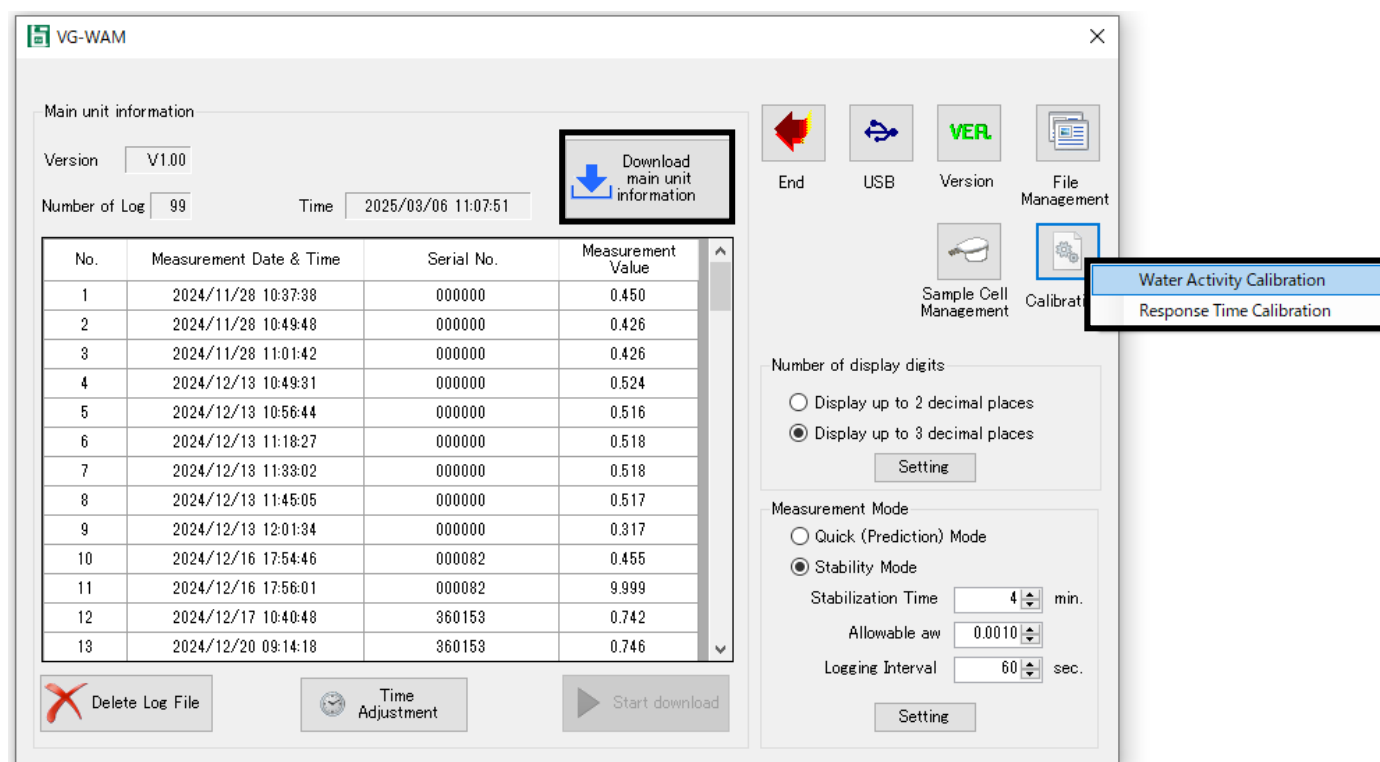 VG-WAM
Main unit information
Version V1.00
Number of Log 99 Time 2025/03/06 11:07:51
Download
main unit
information
No. Measurement Date & Time Serial No. Measurement Value
1 2024/11/28 10:37:38 000000 0.450
2 2024/11/28 10:49:48 000000 0.426
3 2024/11/28 11:01:42 000000 0.426
4 2024/12/13 10:49:31 000000 0.524
5 2024/12/13 10:56:44 000000 0.516
6 2024/12/13 11:18:27 000000 0.518
7 2024/12/13 11:33:02 000000 0.518
8 2024/12/13 11:45:05 000000 0.517
9 2024/12/13 12:01:34 000000 0.317
10 2024/12/16 17:54:46 000082 0.455
11 2024/12/16 17:56:01 000082 9.999
12 2024/12/17 10:40:48 360153 0.742
13 2024/12/20 09:14:18 360153 0.746
Delete Log File
Time
Adjustment
Start download
VER.
End USB Version File
Management
Sample Cell
Management
Calibrati
Water Activity Calibration
Response Time Calibration
Number of display digits
Display up to 2 decimal places
Display up to 3 decimal places
Setting
Measurement Mode
Quick (Prediction) Mode
Stability Mode
Stabilization Time 4 min.
Allowable aw 0.0010
Logging Interval 60 sec.
Setting